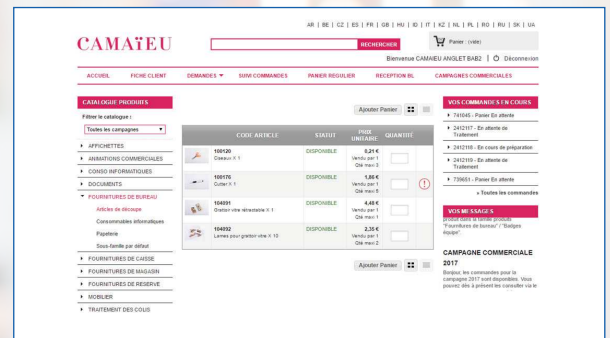 AR | BE | CZ | ES | FR | GB | HU | ID | IT | KZ | NL | PL | RO | RU | SK | UA
CAMAïEU
RECHERCHER
Panier : (vide)
Bienvenue CAMAIEU ANGLET BAB2 | Déconnexion
ACCUEIL FICHE CLIENT DEMANDES SUIVI COMMANDES PANIER REGULIER RECEPTION BL CAMPAGNES COMMERCIALES
CATALOGUE PRODUITS
Filtrer le catalogue :
Toutes les campagnes
AFFICHETTES
ANIMATIONS COMMERCIALES
CONSO INFORMATIQUES
DOCUMENTS
FOURNITURES DE BUREAU
Articles de découpe
Consommables informatiques
Papeterie
Sous-famille par défaut
FOURNITURES DE CAISSE
FOURNITURES DE MAGASIN
FOURNITURES DE RESERVE
MOBILIER
TRAITEMENT DES COLIS
Ajouter Panier
CODE ARTICLE STATUT PRIX UNITAIRE QUANTITÉ
100120 DISPONIBLE 0,21 €
Ciseaux X 1 Vendu par 1
Qté maxi 3
100176 DISPONIBLE 1,86 €
Cutter X 1 Vendu par 1
Qté maxi 5
104091 DISPONIBLE 4,48 €
Grattoir vitre rétractable X 1 Vendu par 1
Qté maxi 1
104092 DISPONIBLE 2,35 €
Lames pour grattoir vitre X 10 Vendu par 1
Qté maxi 2
Ajouter Panier
VOS COMMANDES EN COURS
741045 - Panier En attente
2412117 - En attente de
Traitement
2412118 - En cours de préparation
2412119 - En attente de
Traitement
739651 - Panier En attente
» Toutes les commandes
VOS MESSAGES
produit dans la famille produits
"Fournitures de bureau" / "Badges
équipe".
CAMPAGNE COMMERCIALE
2017
Bonjour, les commandes pour la
campagne 2017 sont disponibles. Vous
pouvez dès à présent les consulter via le